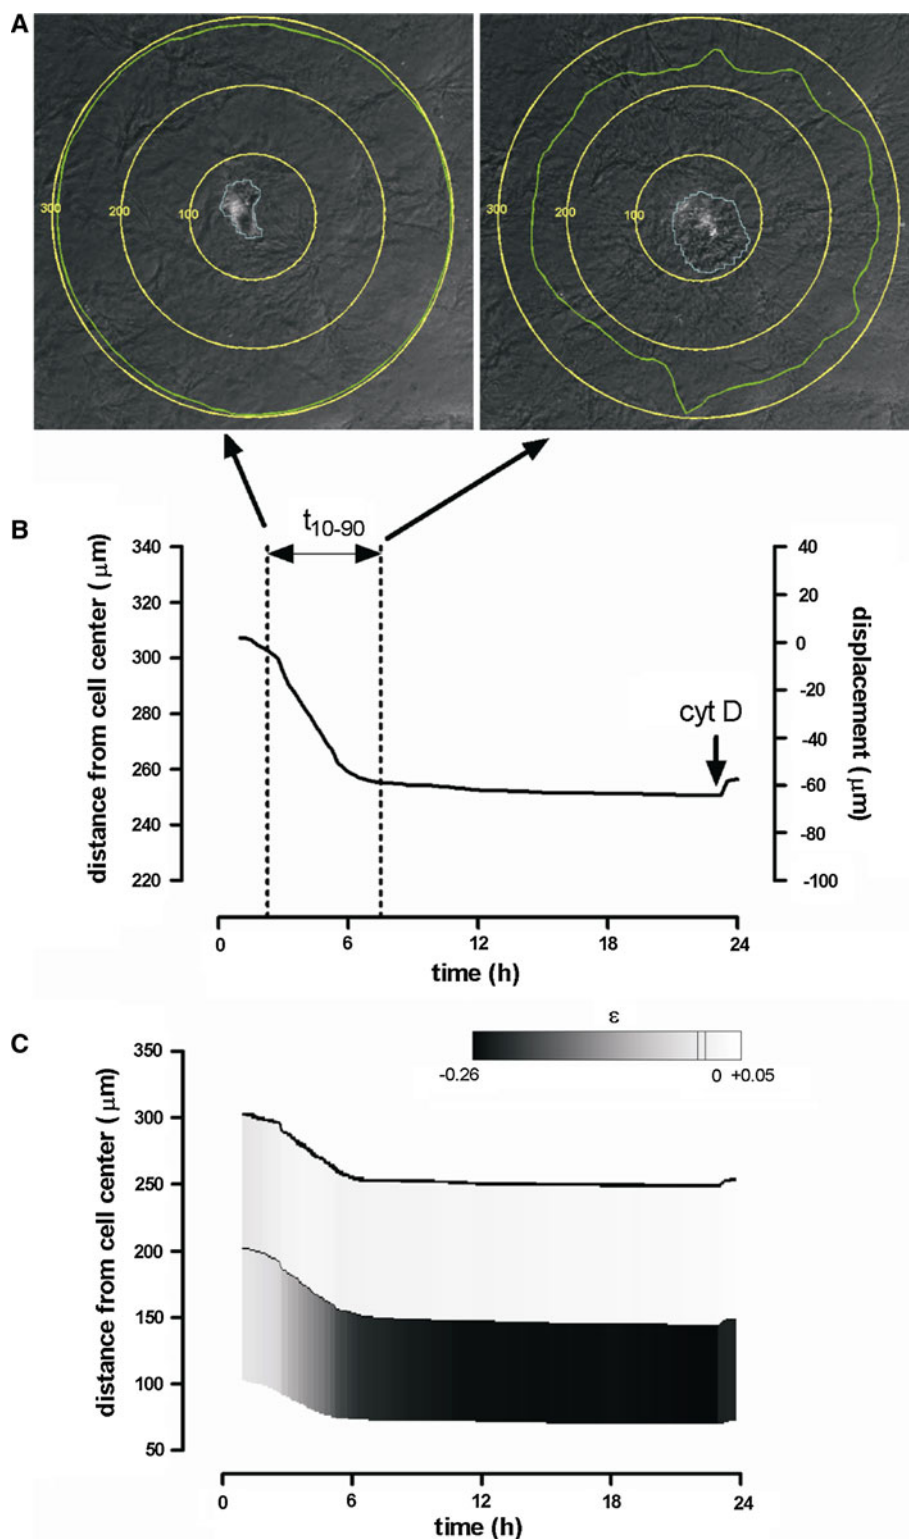 A
300 200 100
300 200 100
B
t10-90
distance from cell center ( μm)
340
320
300
280
260
240
220
40
20
0
-20
-40
-60
-80
-100
displacement (μm)
cyt D
0 6 12 18 24
time (h)
C
ε
-0.26 0 +0.05
distance from cell center ( μm)
350
300
250
200
150
100
50
0 6 12 18 24
time (h)